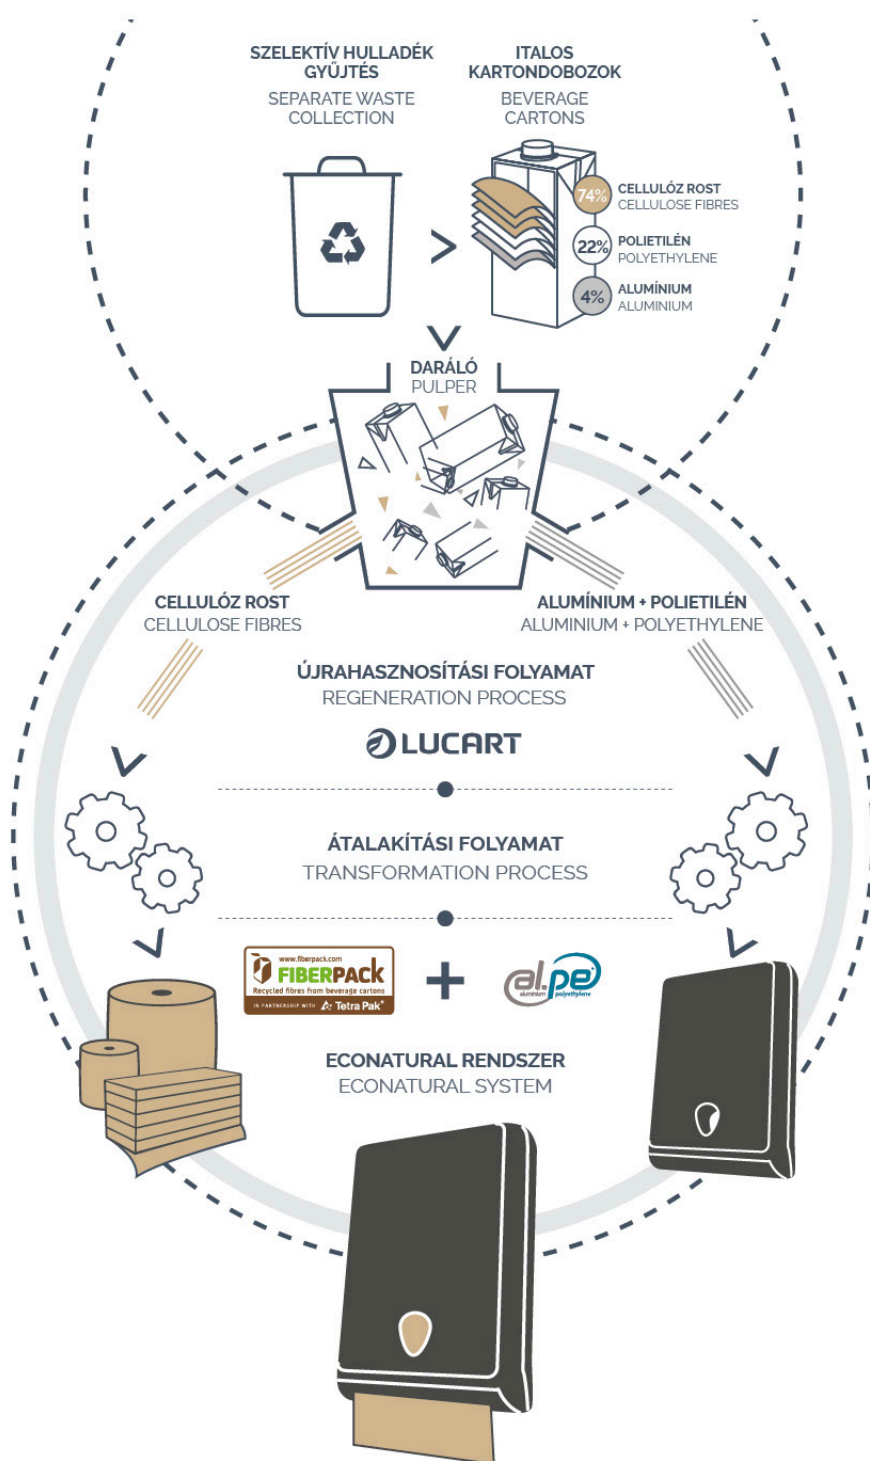 SZELEKTÍV HULLADÉK
GYŰJTÉS
SEPARATE WASTE
COLLECTION
ITALOS
KARTONDOBOZOK
BEVERAGE
CARTONS
74%
CELLULÓZ ROST
CELLULOSE FIBRES
22%
POLIETILÉN
POLYETHYLENE
4%
ALUMÍNIUM
ALUMINIUM
DARÁLÓ
PULPER
CELLULÓZ ROST
CELLULOSE FIBRES
ALUMÍNIUM + POLIETILÉN
ALUMINIUM + POLYETHYLENE
ÚJRAHASZNOSÍTÁSI FOLYAMAT
REGENERATION PROCESS
LUCART
ÁTALAKÍTÁSI FOLYAMAT
TRANSFORMATION PROCESS
www.fiberpack.com
FIBERPACK
Recycled fibres from beverage cartons
IN PARTNERSHIP WITH Tetra Pak
+
al.pe
aluminium polyethylene
ECONATURAL RENDSZER
ECONATURAL SYSTEM